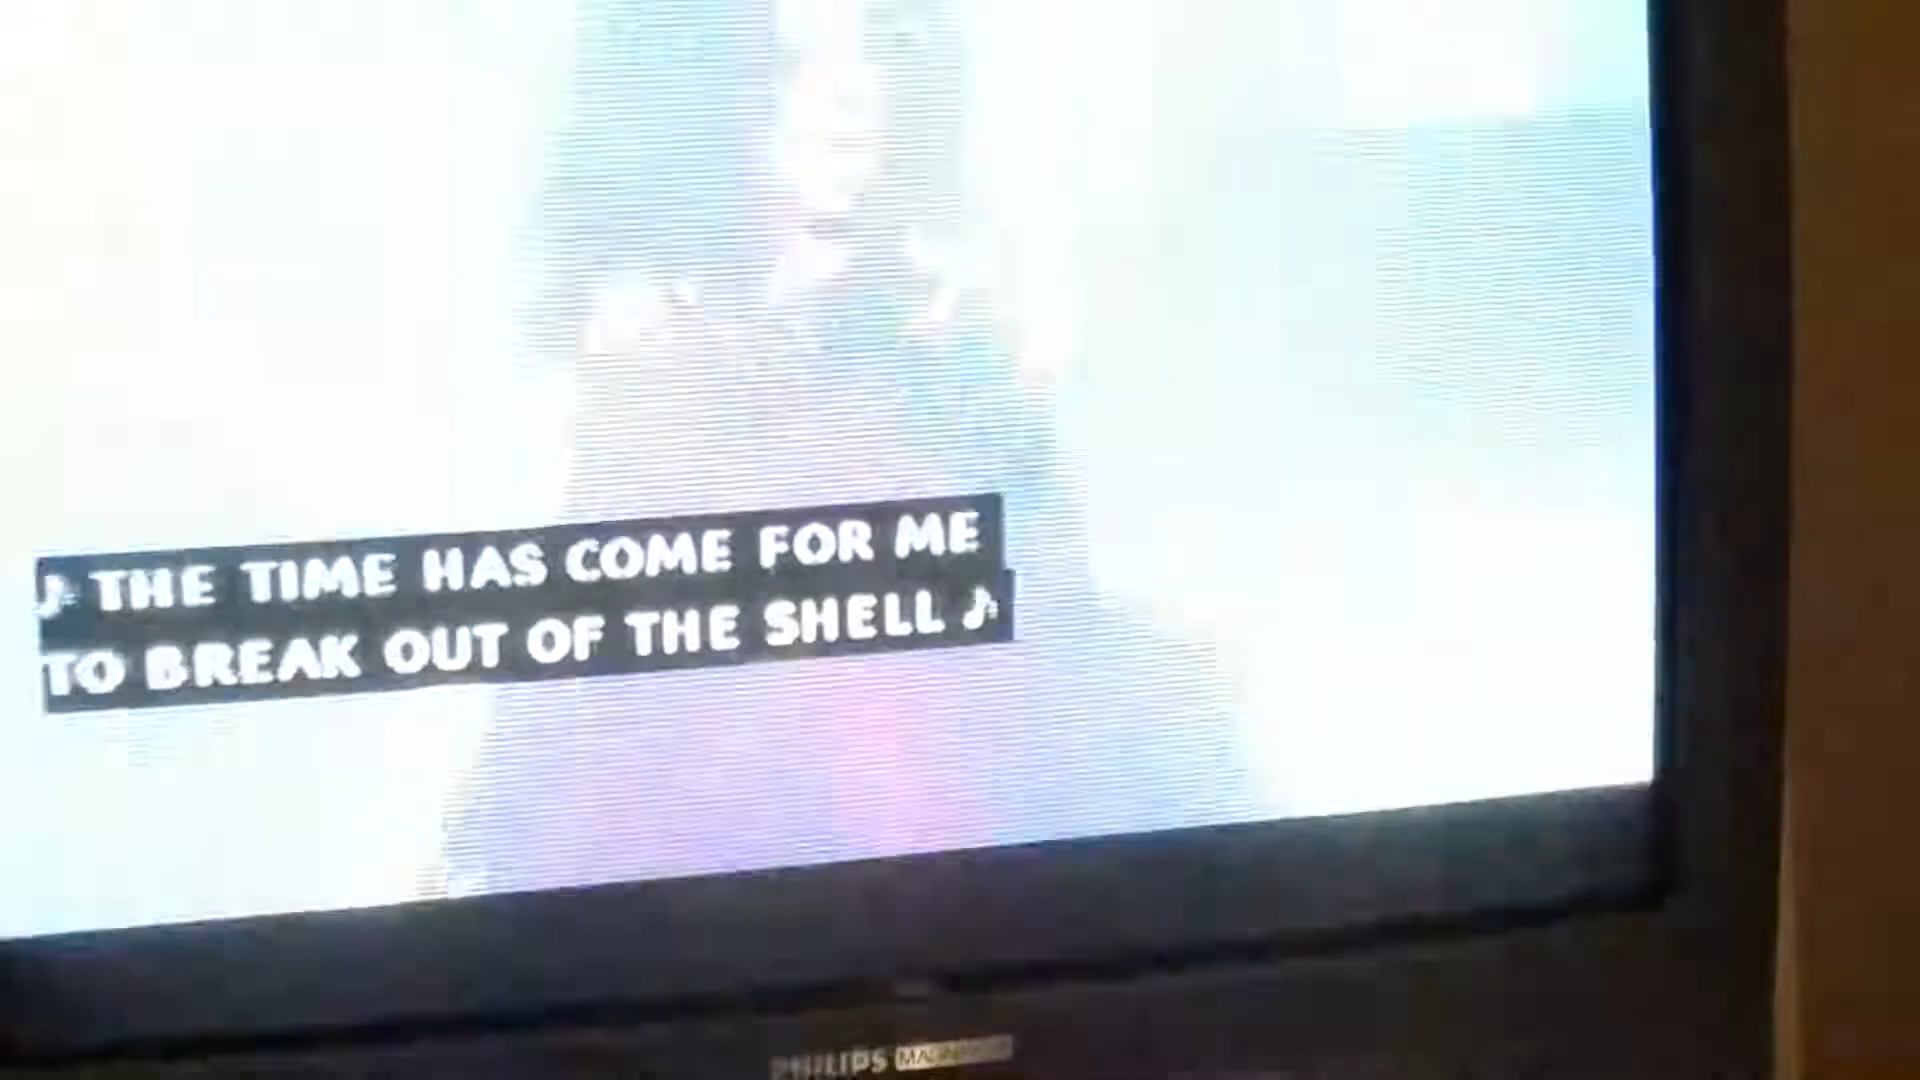 ♪ THE TIME HAS COME FOR ME
TO BREAK OUT OF THE SHELL ♪
PHILIPS